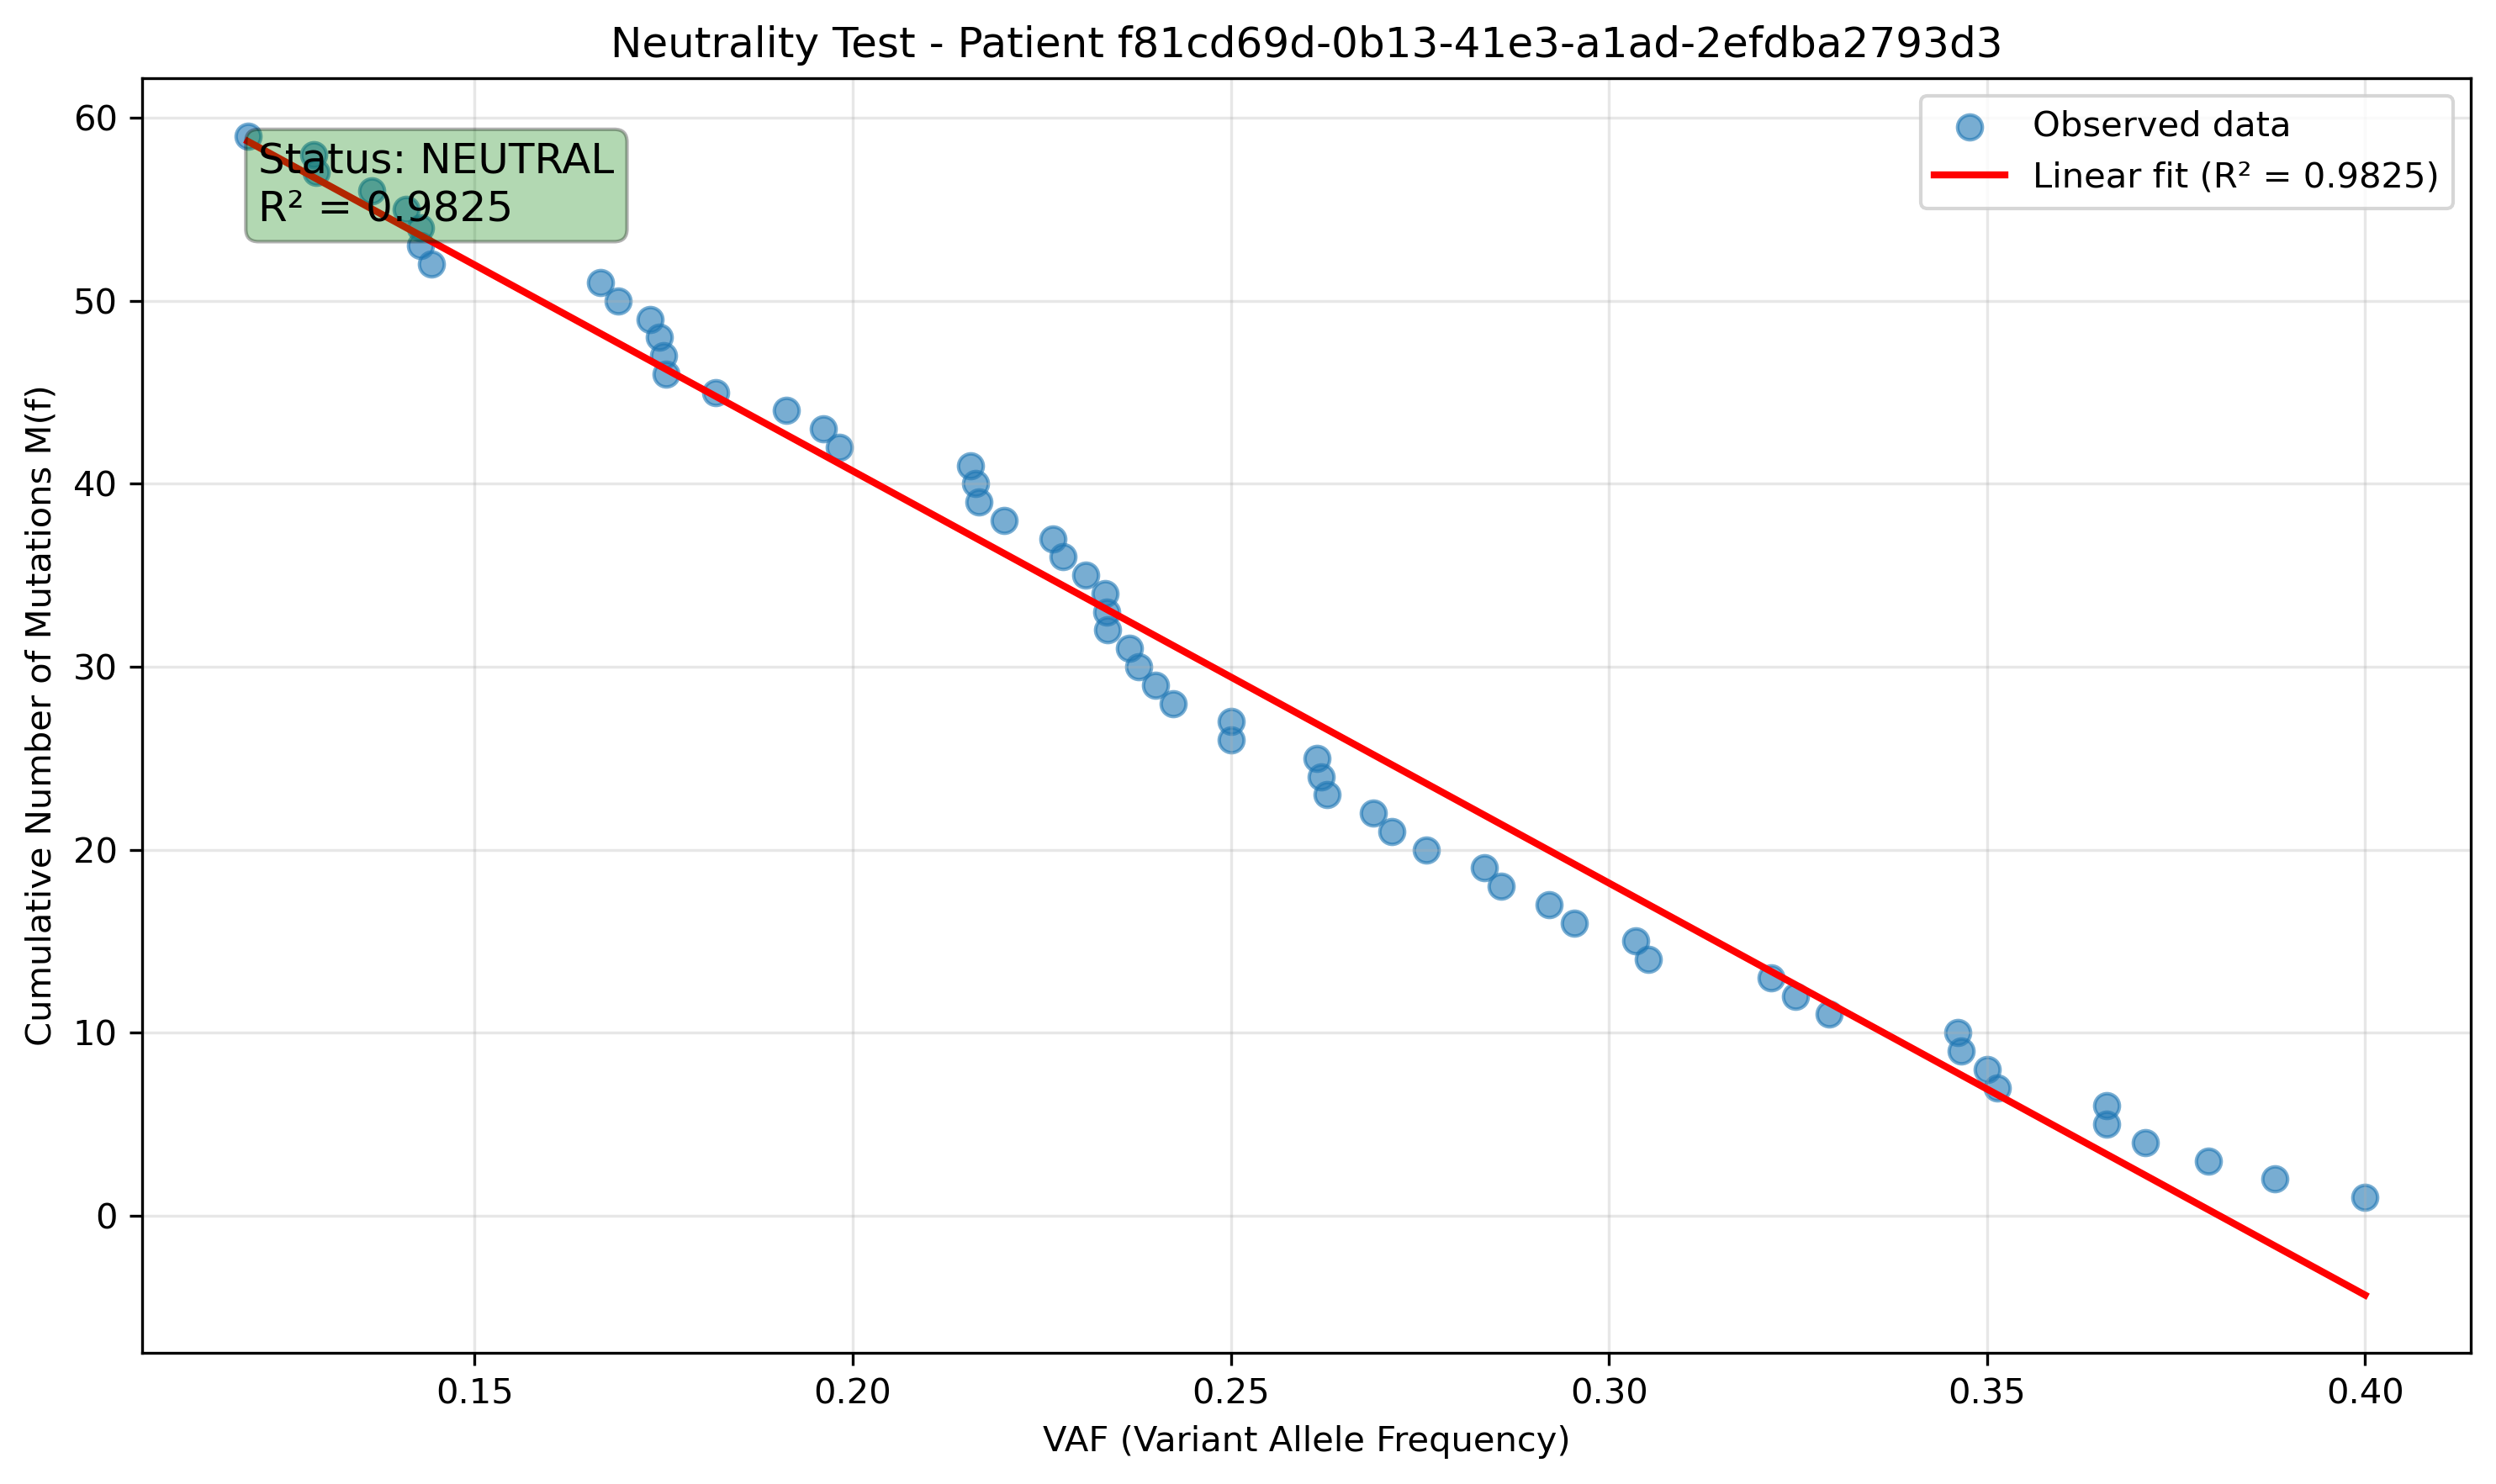 Neutrality Test - Patient f81cd69d-0b13-41e3-a1ad-2efdba2793d3
Status: NEUTRAL
R² = 0.9825
Observed data
Linear fit (R² = 0.9825)
Cumulative Number of Mutations M(f)
60
50
40
30
20
10
0
0.15
0.20
0.25
0.30
0.35
0.40
VAF (Variant Allele Frequency)